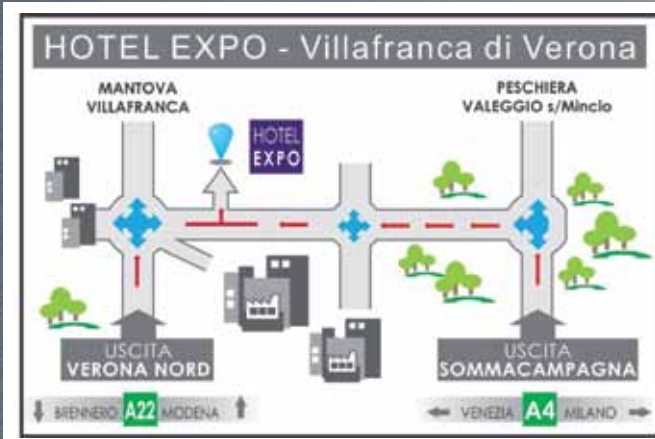 HOTEL EXPO - Villafranca di Verona
MANTOVA
VILLAFRANCA
PESCHIERA
VALEGGIO s/Mincio
HOTEL
EXPO
USCITA
VERONA NORD
USCITA
SOMMACAMPAGNA
BRENNERO A22 MODENA
VENEZIA A4 MILANO